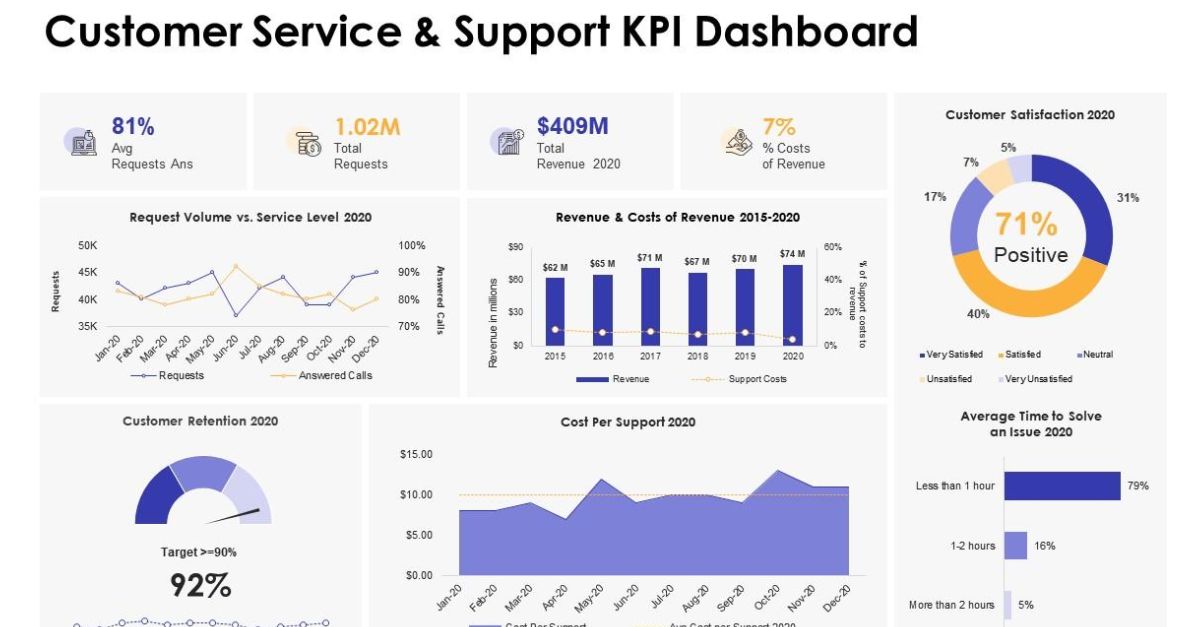 Customer Service & Support KPI Dashboard
81%
Avg
Requests Ans
1.02M
Total
Requests
$409M
Total
Revenue 2020
7%
% Costs
of Revenue
Request Volume vs. Service Level 2020
50K
45K
40K
35K
Requests
100%
90%
80%
70%
Answered Calls
Jan-20
Feb-20
Mar-20
Apr-20
May-20
Jun-20
Jul-20
Aug-20
Sep-20
Oct-20
Nov-20
Dec-20
Requests
Answered Calls
Revenue & Costs of Revenue 2015-2020
$90
$60
$30
$0
Revenue in millions
$62 M
$65 M
$71 M
$67 M
$70 M
$74 M
60%
40%
20%
0%
% of Support costs to
revenue
2015
2016
2017
2018
2019
2020
Revenue
Support Costs
Customer Satisfaction 2020
5%
7%
17%
31%
40%
71%
Positive
Very Satisfied
Satisfied
Neutral
Unsatisfied
Very Unsatisfied
Customer Retention 2020
Target >=90%
92%
Cost Per Support 2020
$15.00
$10.00
$5.00
$0.00
Jan-20
Feb-20
Mar-20
Apr-20
May-20
Jun-20
Jul-20
Aug-20
Sep-20
Oct-20
Nov-20
Dec-20
Cost Per Support
Avg Cost per Support 2020
Average Time to Solve
an Issue 2020
Less than 1 hour
79%
1-2 hours
16%
More than 2 hours
5%